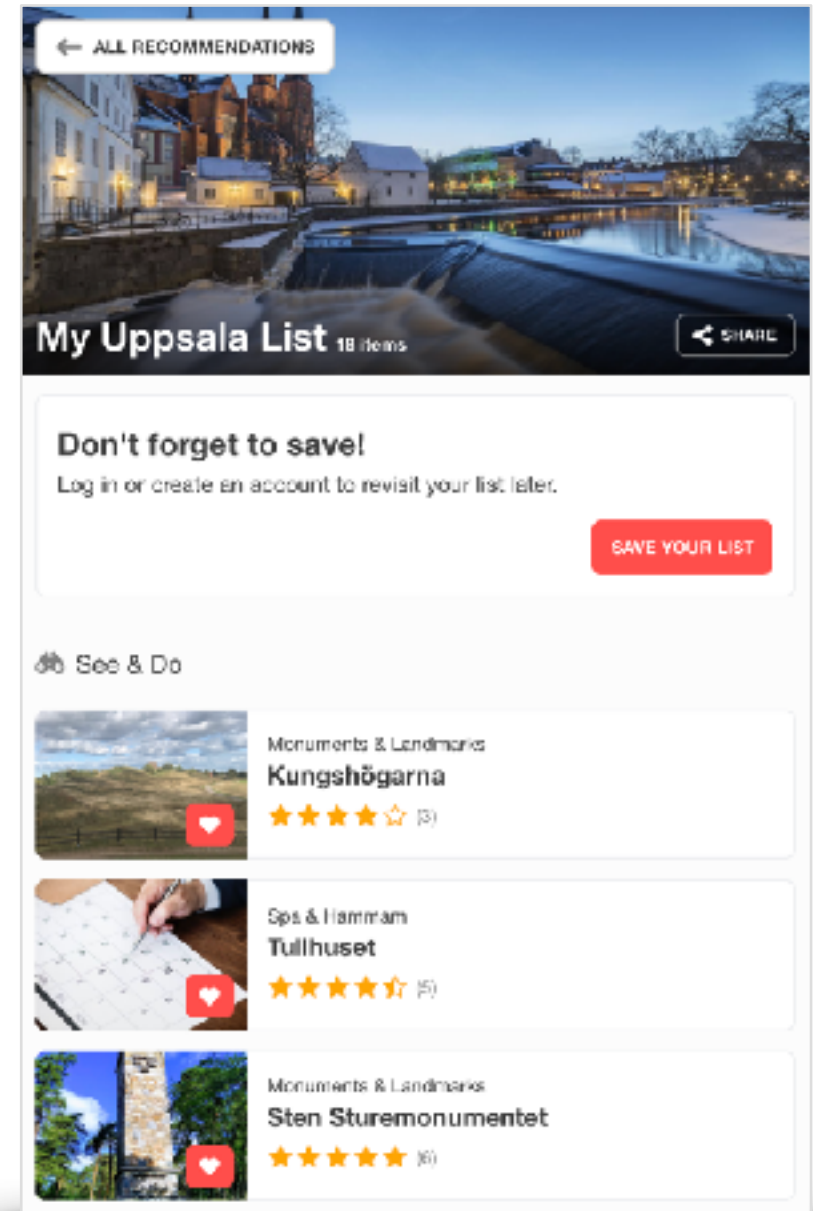 ALL RECOMMENDATIONS
My Uppsala List 18 items
SHARE
Don't forget to save!
Log in or create an account to revisit your list later.
SAVE YOUR LIST
See & Do
Monuments & Landmarks
Kungshögarna
(3)
Spa & Hammam
Tullhuset
(5)
Monuments & Landmarks
Sten Sturemonumentet
(6)